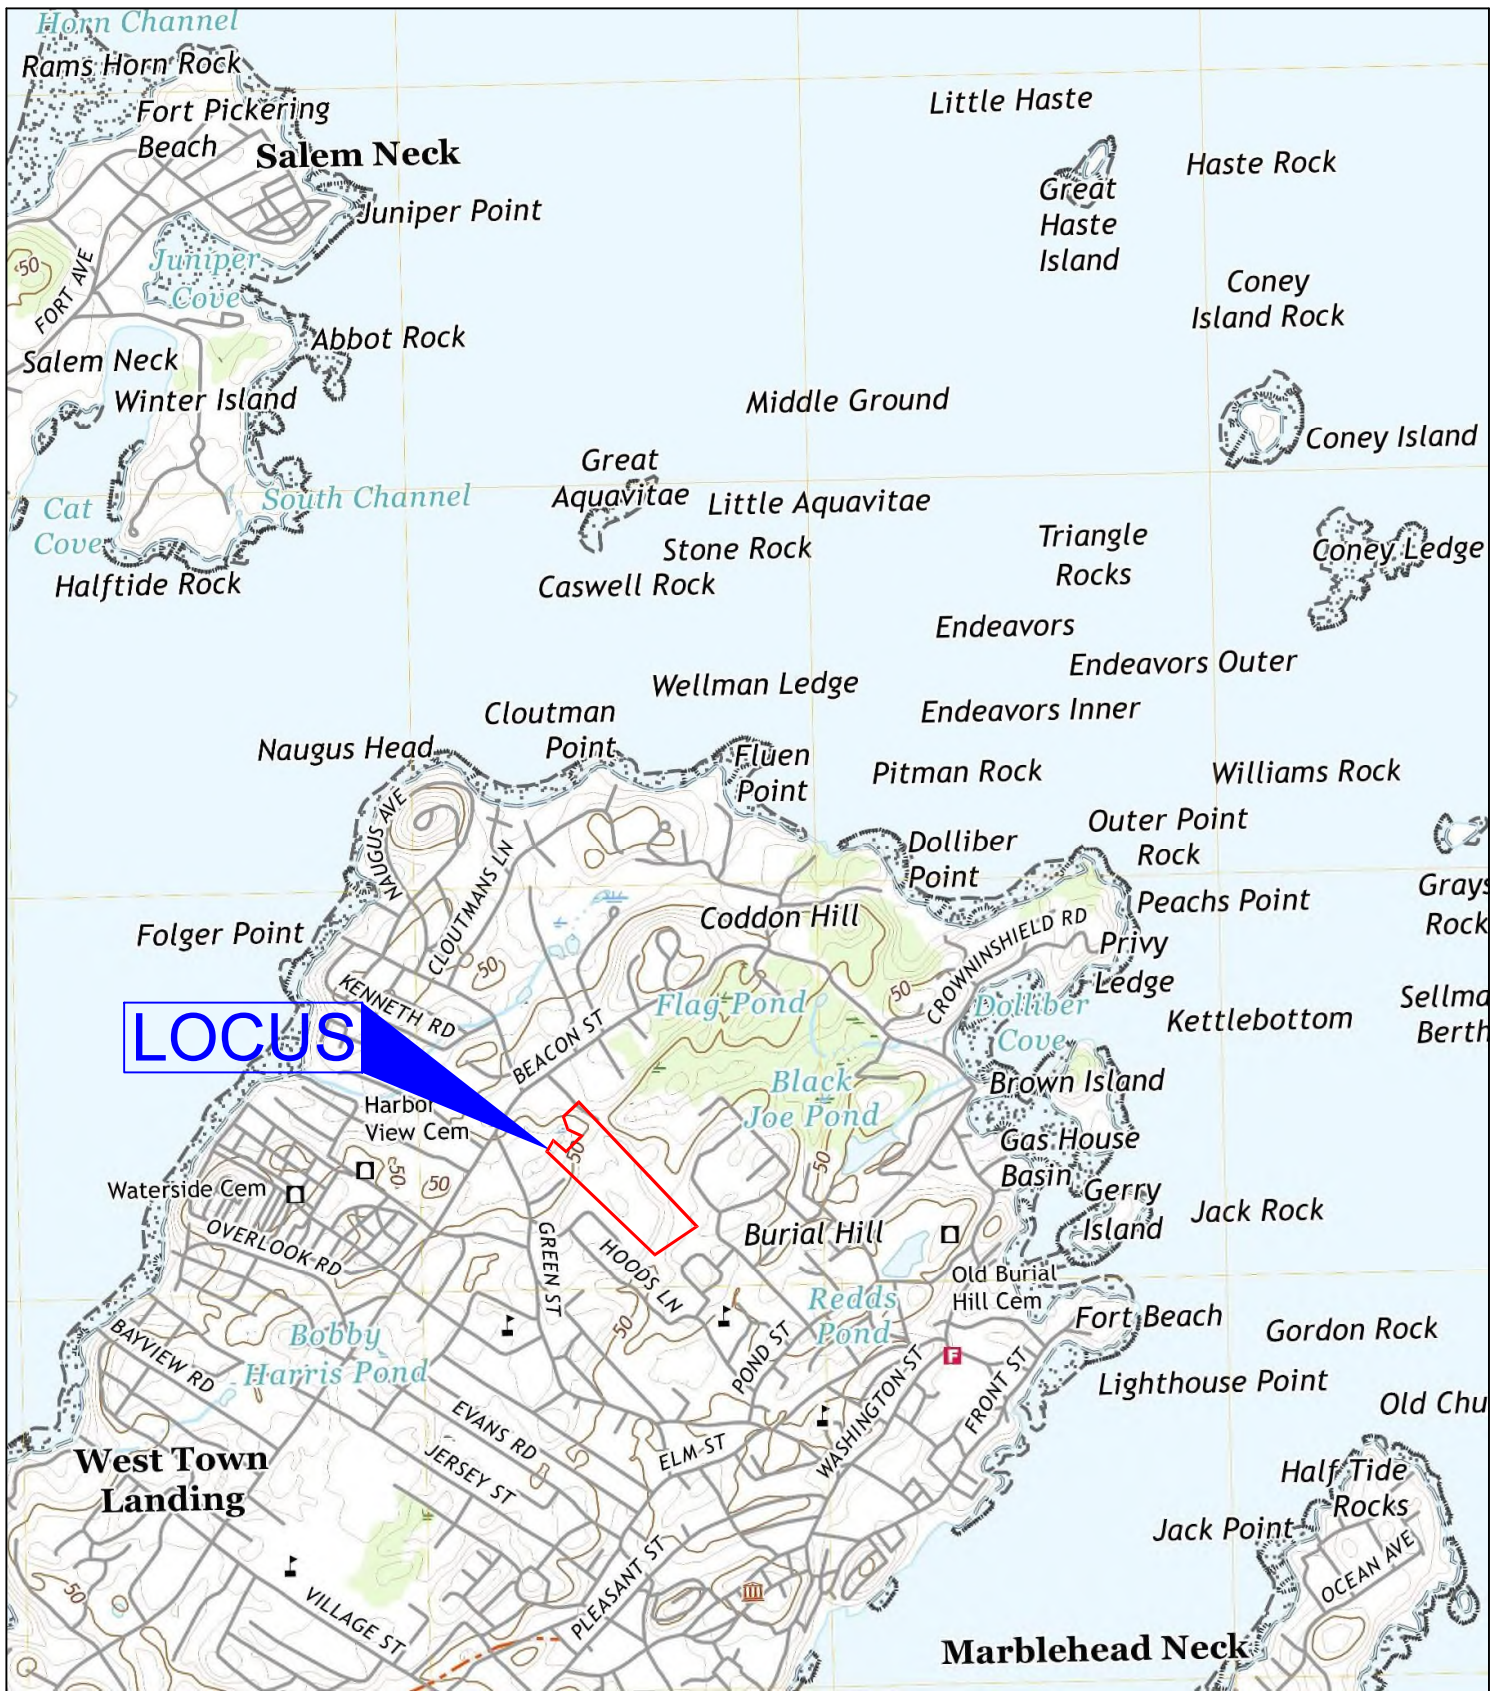 Horn Channel
Rams Horn Rock
Fort Pickering
Beach
Salem Neck
Juniper Point
Little Haste
Haste Rock
Great
Haste
Island
50
FORT AVE
Juniper
Cove
Coney
Island Rock
Abbot Rock
Salem Neck
Winter Island
Middle Ground
Coney Island
Great
Aquavitae
Little Aquavitae
South Channel
Cat
Cove
Stone Rock
Triangle
Rocks
Coney Ledge
Halftide Rock
Caswell Rock
Endeavors
Endeavors Outer
Wellman Ledge
Endeavors Inner
Cloutman
Point
Naugus Head
Fluen
Point
Pitman Rock
Williams Rock
NAUGUS AVE
CLOUTMANS LN
Dolliber
Point
Outer Point
Rock
Grays
Rock
Peachs Point
Coddon Hill
Folger Point
CROWNINSHIELD RD
Privy
Ledge
50
50
KENNETH RD
Flag Pond
Dolliber
Cove
Kettlebottom
Sellma
Berth
LOCUS
BEACON ST
Black
Joe Pond
Brown Island
Harbor
View Cem
50
50
50
50
Gas House
Basin
Waterside Cem
Gerry
Island
Jack Rock
OVERLOOK RD
GREEN ST
HOODS LN
Burial Hill
Old Burial
Hill Cem
Redds
Pond
Fort Beach
Gordon Rock
50
BAYVIEW RD
Bobby
Harris Pond
POND ST
F
WASHINGTON ST
FRONT ST
Lighthouse Point
Old Chu
EVANS RD
JERSEY ST
ELM ST
West Town
Landing
Half Tide
Rocks
Jack Point
OCEAN AVE
50
VILLAGE ST
PLEASANT ST
Marblehead Neck